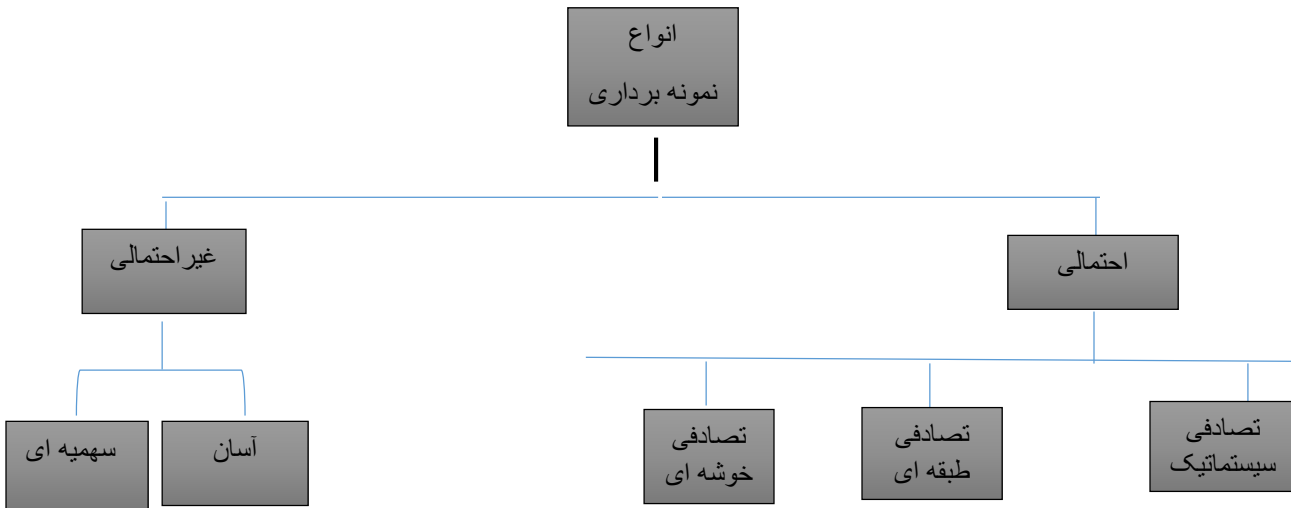 انواع
نمونه برداری
احتمالی
غیراحتمالی
تصادفی
سیستماتیک
تصادفی
طبقه ای
تصادفی
خوشه ای
آسان
سهمیه ای